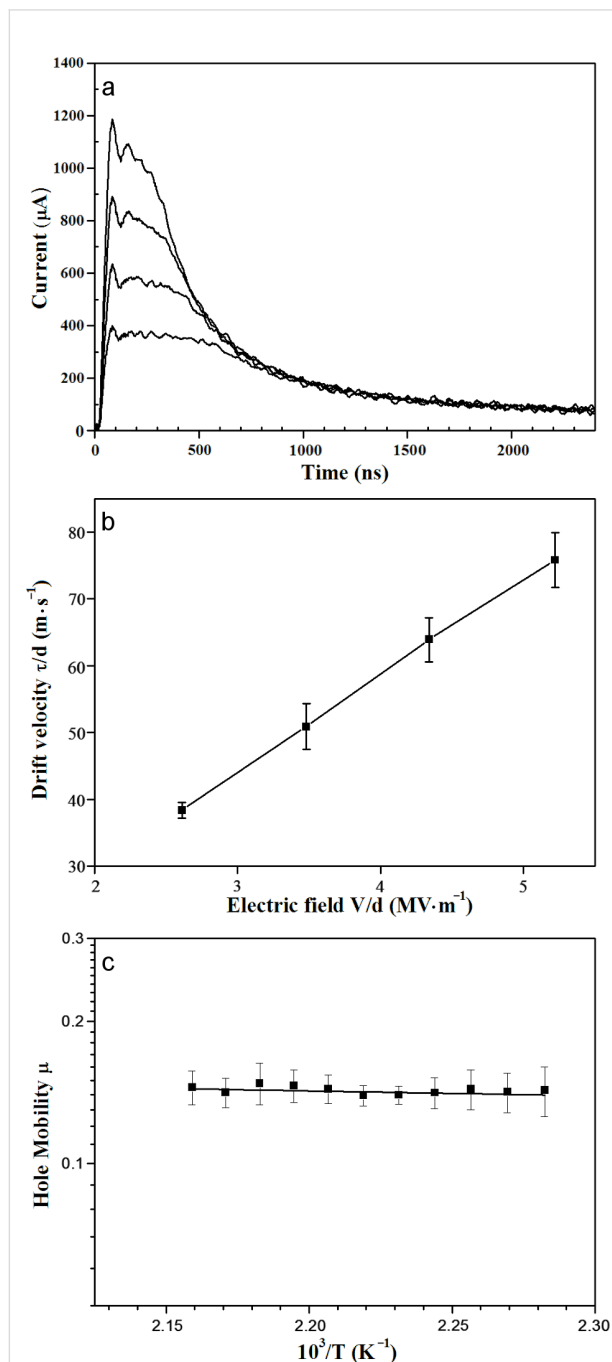 a
1400
1200
1000
800
600
400
200
0
Current (µA)
0 500 1000 1500 2000
Time (ns)
b
80
70
60
50
40
30
Drift velocity τ/d (m·s⁻¹)
2 3 4 5
Electric field V/d (MV·m⁻¹)
c
0.3
0.2
0.1
Hole Mobility µ
2.15 2.20 2.25 2.30
10³/T (K⁻¹)